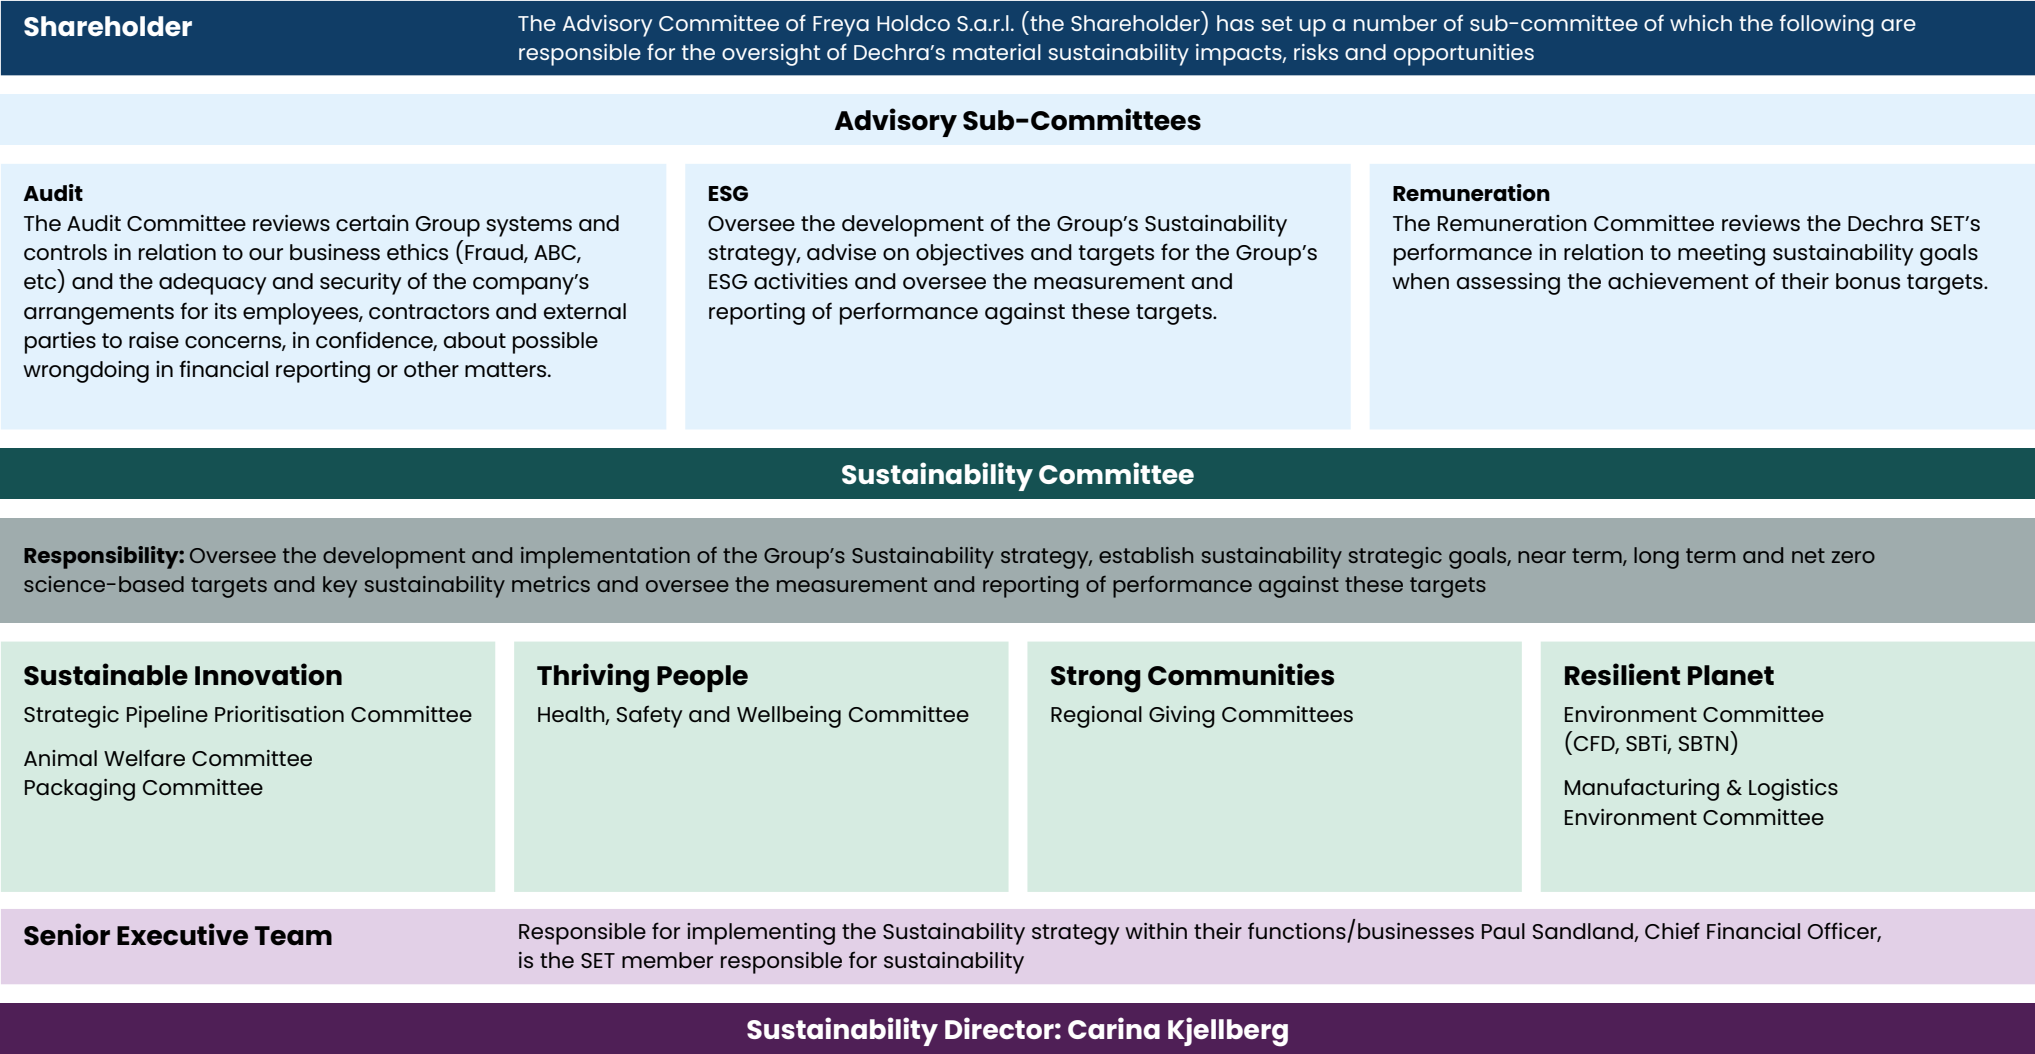 Shareholder
The Advisory Committee of Freya Holdco S.a.r.l. (the Shareholder) has set up a number of sub-committee of which the following are
responsible for the oversight of Dechra’s material sustainability impacts, risks and opportunities
Advisory Sub-Committees
Audit
The Audit Committee reviews certain Group systems and
controls in relation to our business ethics (Fraud, ABC,
etc) and the adequacy and security of the company’s
arrangements for its employees, contractors and external
parties to raise concerns, in confidence, about possible
wrongdoing in financial reporting or other matters.
ESG
Oversee the development of the Group’s Sustainability
strategy, advise on objectives and targets for the Group’s
ESG activities and oversee the measurement and
reporting of performance against these targets.
Remuneration
The Remuneration Committee reviews the Dechra SET’s
performance in relation to meeting sustainability goals
when assessing the achievement of their bonus targets.
Sustainability Committee
Responsibility: Oversee the development and implementation of the Group’s Sustainability strategy, establish sustainability strategic goals, near term, long term and net zero
science-based targets and key sustainability metrics and oversee the measurement and reporting of performance against these targets
Sustainable Innovation
Strategic Pipeline Prioritisation Committee
Animal Welfare Committee
Packaging Committee
Thriving People
Health, Safety and Wellbeing Committee
Strong Communities
Regional Giving Committees
Resilient Planet
Environment Committee
(CFD, SBTi, SBTN)
Manufacturing & Logistics
Environment Committee
Senior Executive Team
Responsible for implementing the Sustainability strategy within their functions/businesses Paul Sandland, Chief Financial Officer,
is the SET member responsible for sustainability
Sustainability Director: Carina Kjellberg